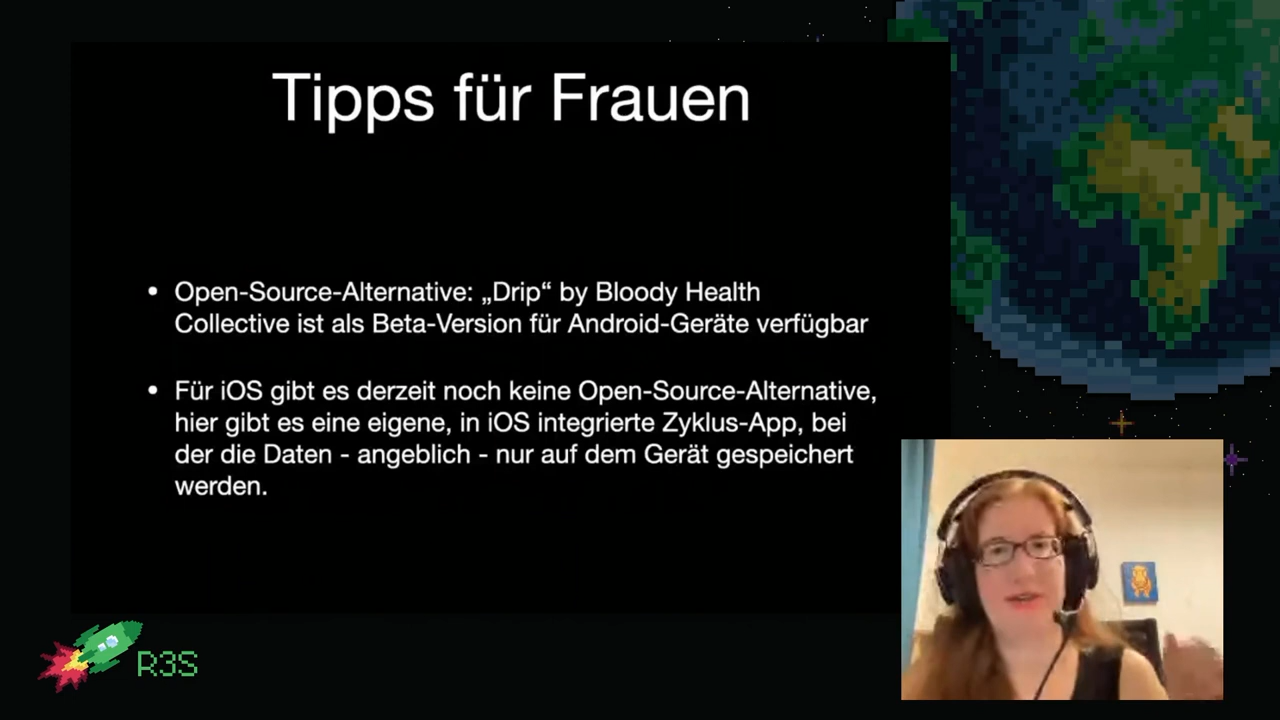 Tipps für Frauen
• Open-Source-Alternative: „Drip“ by Bloody Health
Collective ist als Beta-Version für Android-Geräte verfügbar
• Für iOS gibt es derzeit noch keine Open-Source-Alternative,
hier gibt es eine eigene, in iOS integrierte Zyklus-App, bei
der die Daten - angeblich - nur auf dem Gerät gespeichert
werden.
R3S